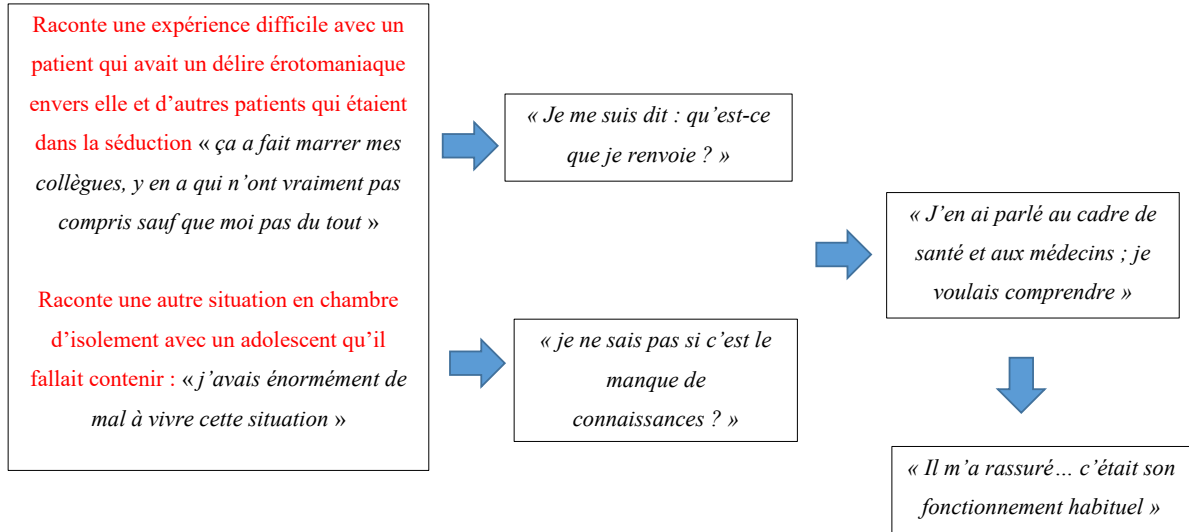 Raconte une expérience difficile avec un
patient qui avait un délire érotomaniaque
envers elle et d’autres patients qui étaient
dans la séduction « ça a fait marrer mes
collègues, y en a qui n’ont vraiment pas
compris sauf que moi pas du tout »
Raconte une autre situation en chambre
d’isolement avec un adolescent qu’il
fallait contenir : « j’avais énormément de
mal à vivre cette situation »
« Je me suis dit : qu’est-ce
que je renvoie ? »
« je ne sais pas si c’est le
manque de
connaissances ? »
« J’en ai parlé au cadre de
santé et aux médecins ; je
voulais comprendre »
« Il m’a rassuré… c’était son
fonctionnement habituel »